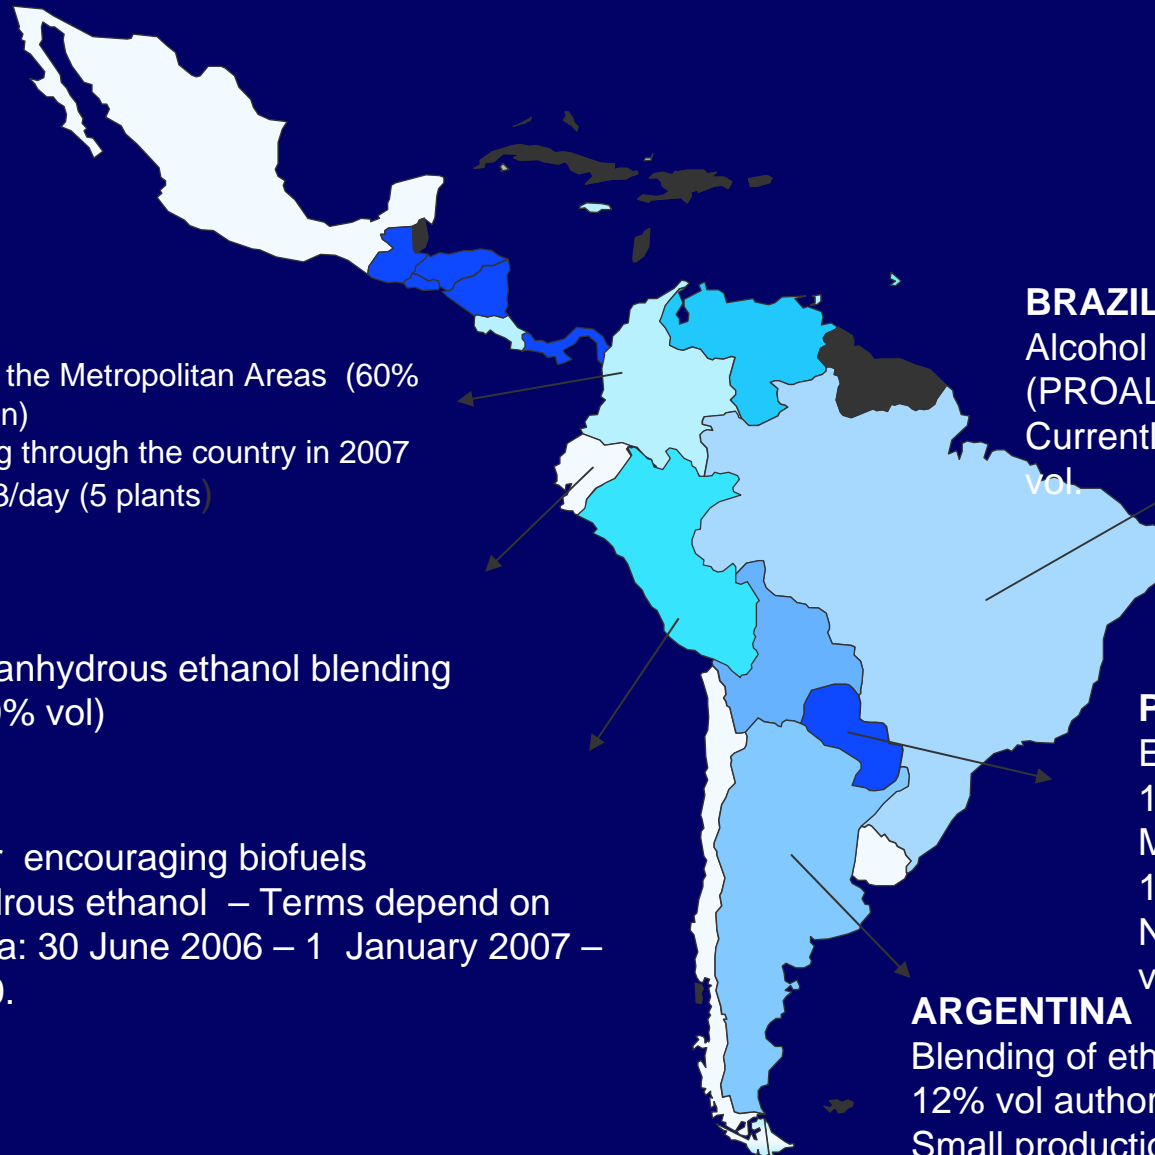 the Metropolitan Areas (60%
n)
g through the country in 2007
/day (5 plants)
anhydrous ethanol blending
% vol)
encouraging biofuels
drous ethanol – Terms depend on
a: 30 June 2006 – 1 January 2007 –
BRAZIL
Alcohol
(PROAL
Currentl
vol.
P
E
1
M
1
N
v
ARGENTINA
Blending of eth
12% vol author
Small productio